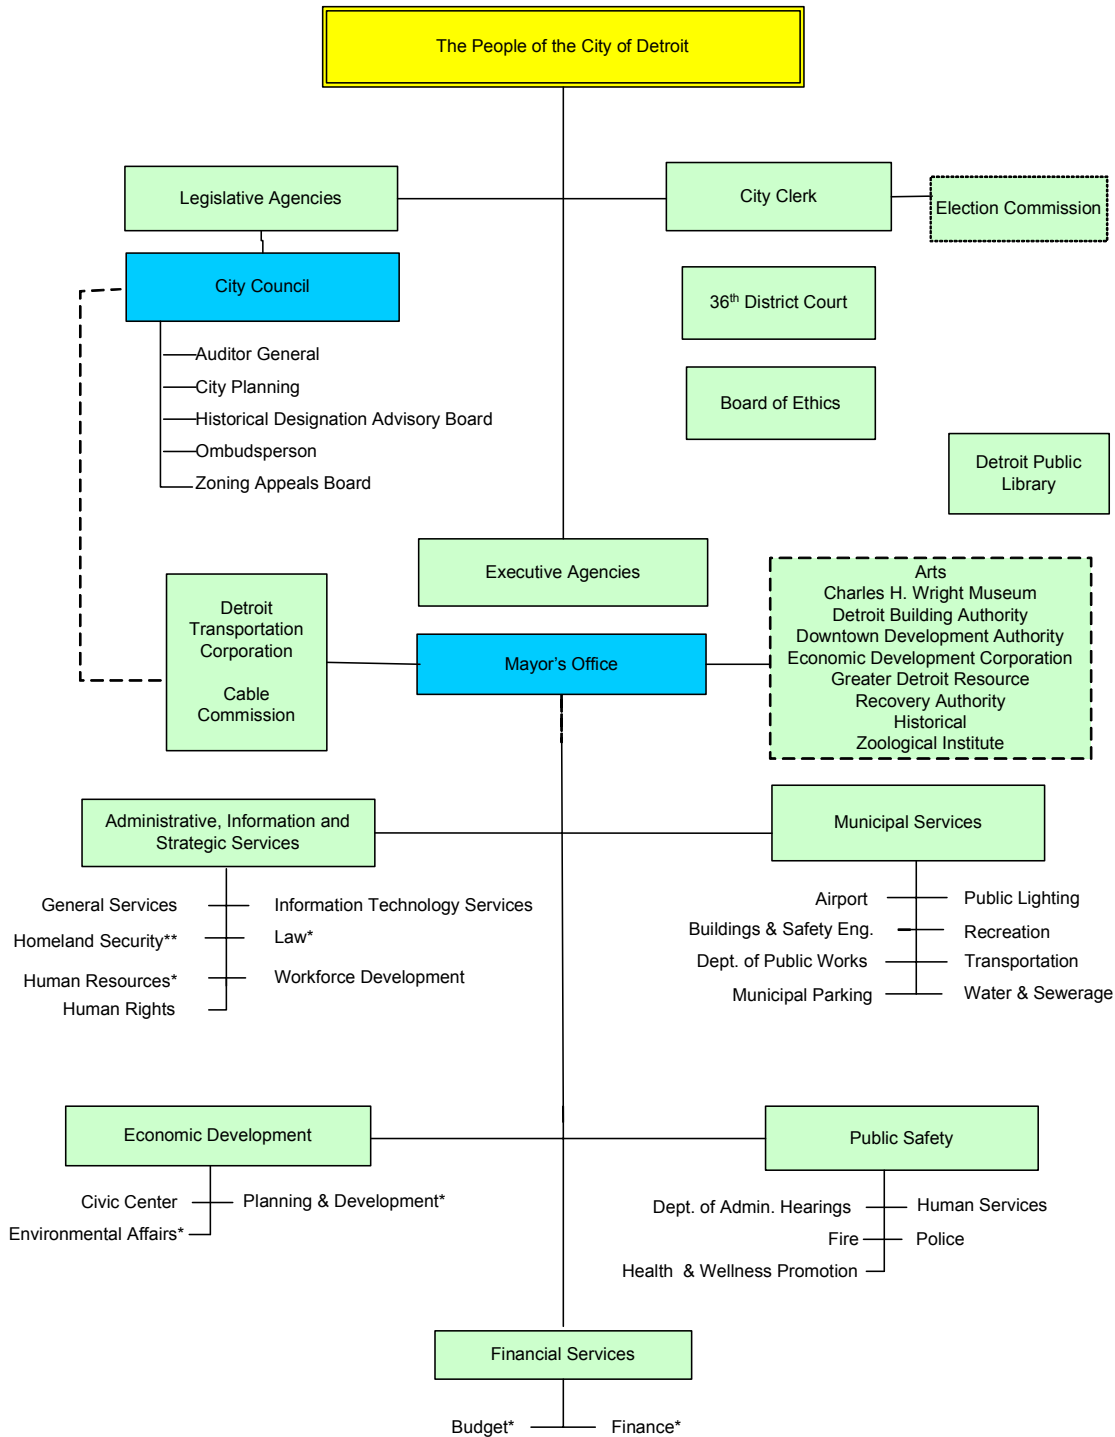 The People of the City of Detroit
Legislative Agencies
City Clerk
Election Commission
City Council
36th District Court
Auditor General
City Planning
Historical Designation Advisory Board
Ombudsperson
Zoning Appeals Board
Board of Ethics
Detroit Public
Library
Executive Agencies
Detroit
Transportation
Corporation
Cable
Commission
Mayor's Office
Arts
Charles H. Wright Museum
Detroit Building Authority
Downtown Development Authority
Economic Development Corporation
Greater Detroit Resource
Recovery Authority
Historical
Zoological Institute
Administrative, Information and
Strategic Services
General Services
Information Technology Services
Homeland Security**
Law*
Human Resources*
Workforce Development
Human Rights
Municipal Services
Airport
Public Lighting
Buildings & Safety Eng.
Recreation
Dept. of Public Works
Transportation
Municipal Parking
Water & Sewerage
Economic Development
Civic Center
Planning & Development*
Environmental Affairs*
Public Safety
Dept. of Admin. Hearings
Human Services
Fire
Police
Health & Wellness Promotion
Financial Services
Budget*
Finance*